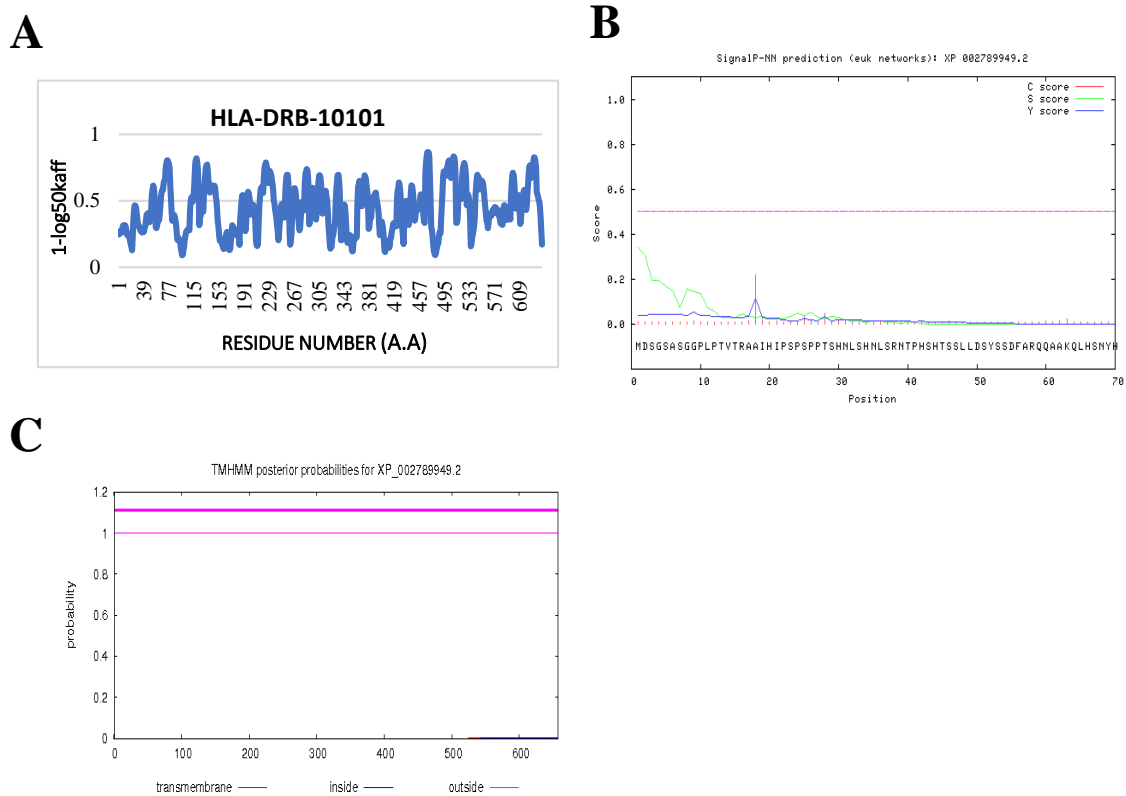 A
HLA-DRB-10101
1-log50kaff
1
0.5
0
1
39
77
115
153
191
229
267
305
343
381
419
457
495
533
571
609
RESIDUE NUMBER (A.A)
B
SignalP-NN prediction (euk networks): XP 002789949.2
C score
S score
Y score
Score
1.0
0.8
0.6
0.4
0.2
0.0
MDSGSASGGPLPTVTRAAIHIPSPSPPTSHNLSHNLSRNTPHSHTSSLLDSYSSDFARQQAAKQLHSNYH
0 10 20 30 40 50 60 70
Position
C
TMHMM posterior probabilities for XP_002789949.2
probability
1.2
1
0.8
0.6
0.4
0.2
0
0 100 200 300 400 500 600
transmembrane inside outside